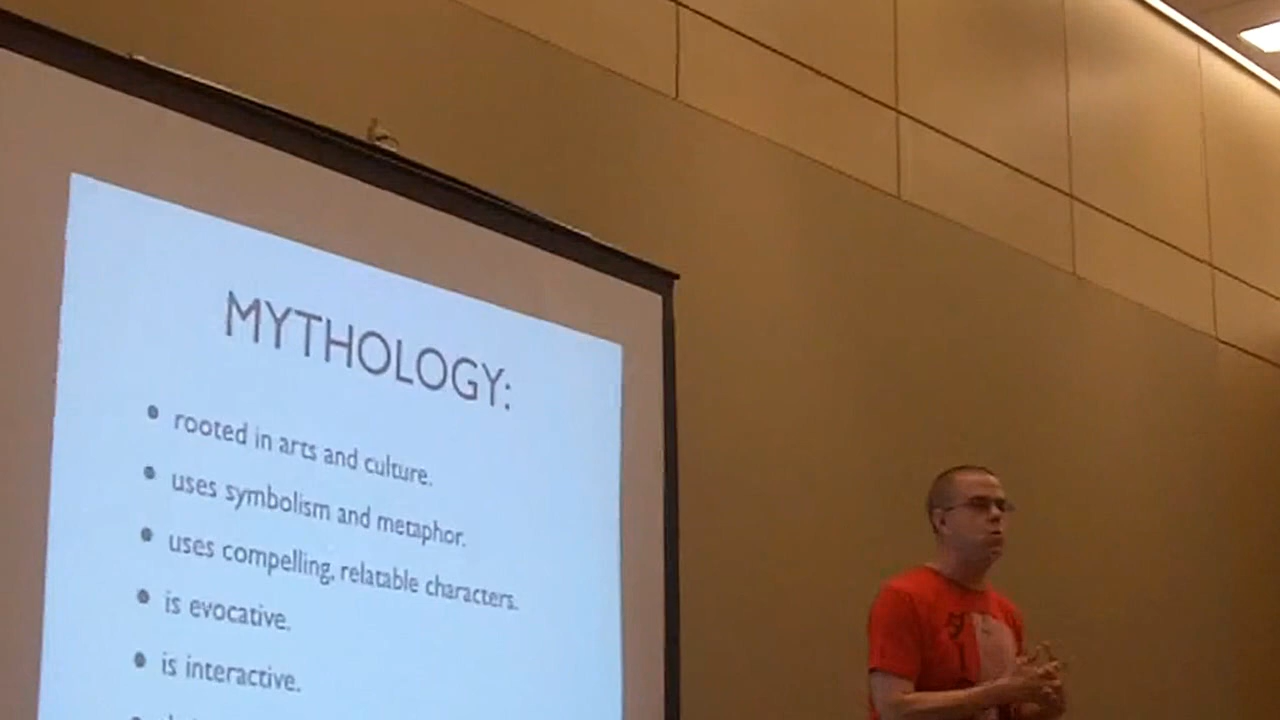 MYTHOLOGY:
• rooted in arts and culture.
• uses symbolism and metaphor.
• uses compelling, relatable characters.
• is evocative.
• is interactive.